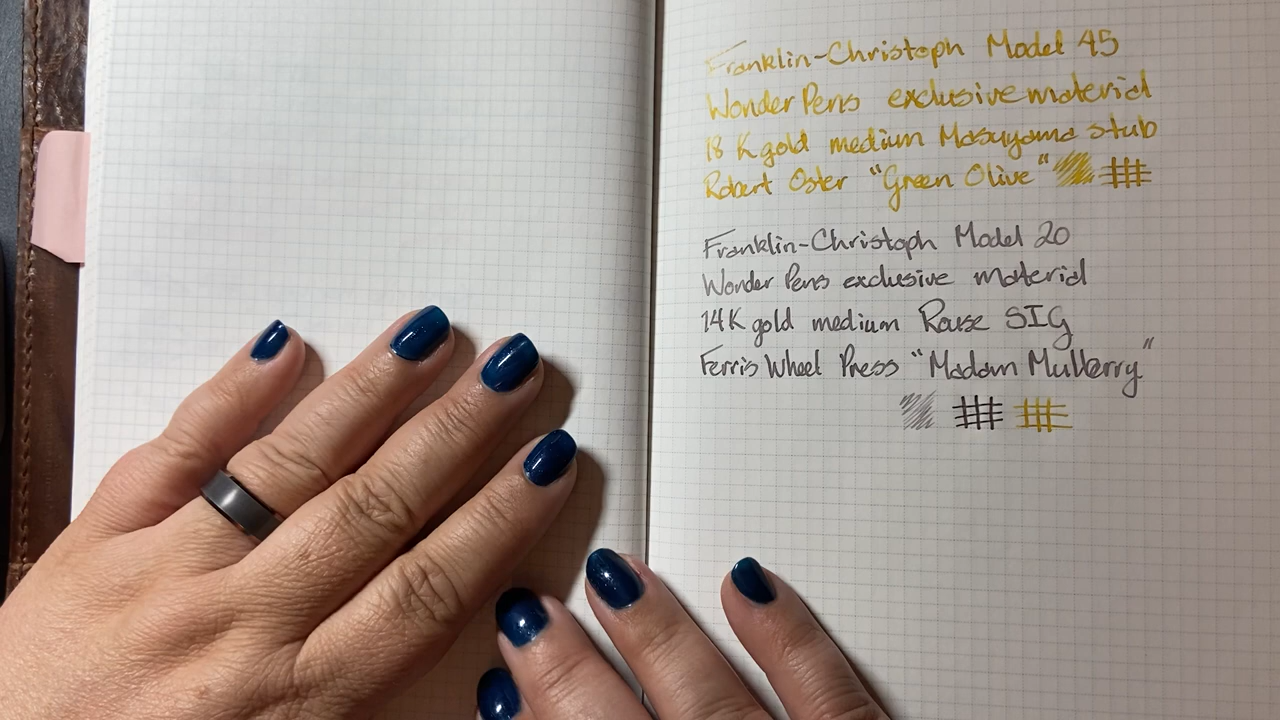 Franklin-Christoph Model 45
Wonder Pens exclusive material
18K gold medium Masuyama stub
Robert Oster "Green Olive"
Franklin-Christoph Model 20
Wonder Pens exclusive material
14K gold medium Rouse SIG
Ferris Wheel Press "Madam Mulberry"